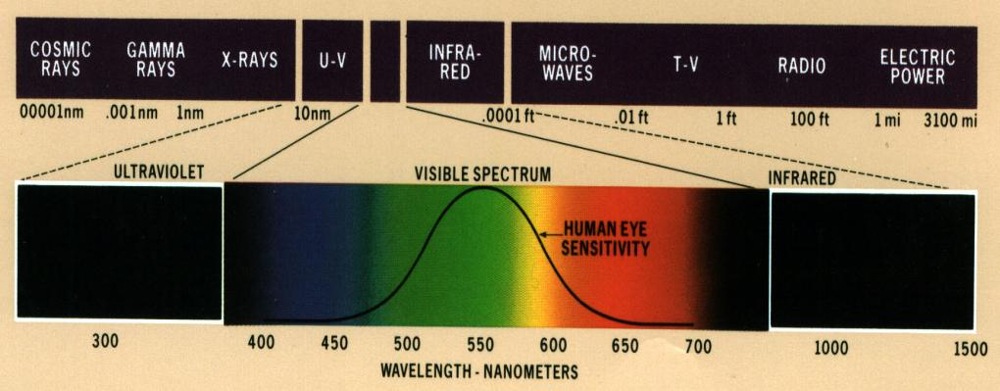 COSMIC RAYS
GAMMA RAYS
X-RAYS
U-V
INFRA-RED
MICRO-WAVES
T-V
RADIO
ELECTRIC POWER
00001nm
.001nm
1nm
10nm
.0001 ft
.01 ft
1 ft
100 ft
1 mi
3100 mi
ULTRAVIOLET
VISIBLE SPECTRUM
INFRARED
HUMAN EYE
SENSITIVITY
300
400
450
500
550
600
650
700
1000
1500
WAVELENGTH - NANOMETERS